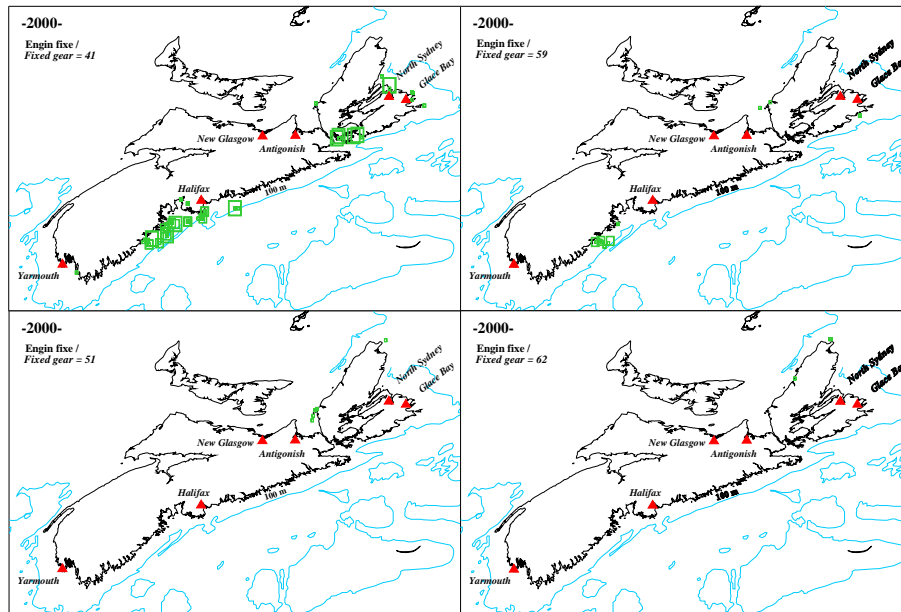 -2000-
Engin fixe /
Fixed gear = 41
North Sydney
Glace Bay
New Glasgow
Antigonish
Halifax
100 m
Yarmouth
-2000-
Engin fixe /
Fixed gear = 59
North Sydney
Glace Bay
New Glasgow
Antigonish
Halifax
100 m
Yarmouth
-2000-
Engin fixe /
Fixed gear = 51
North Sydney
Glace Bay
New Glasgow
Antigonish
Halifax
100 m
Yarmouth
-2000-
Engin fixe /
Fixed gear = 62
North Sydney
Glace Bay
New Glasgow
Antigonish
Halifax
100 m
Yarmouth